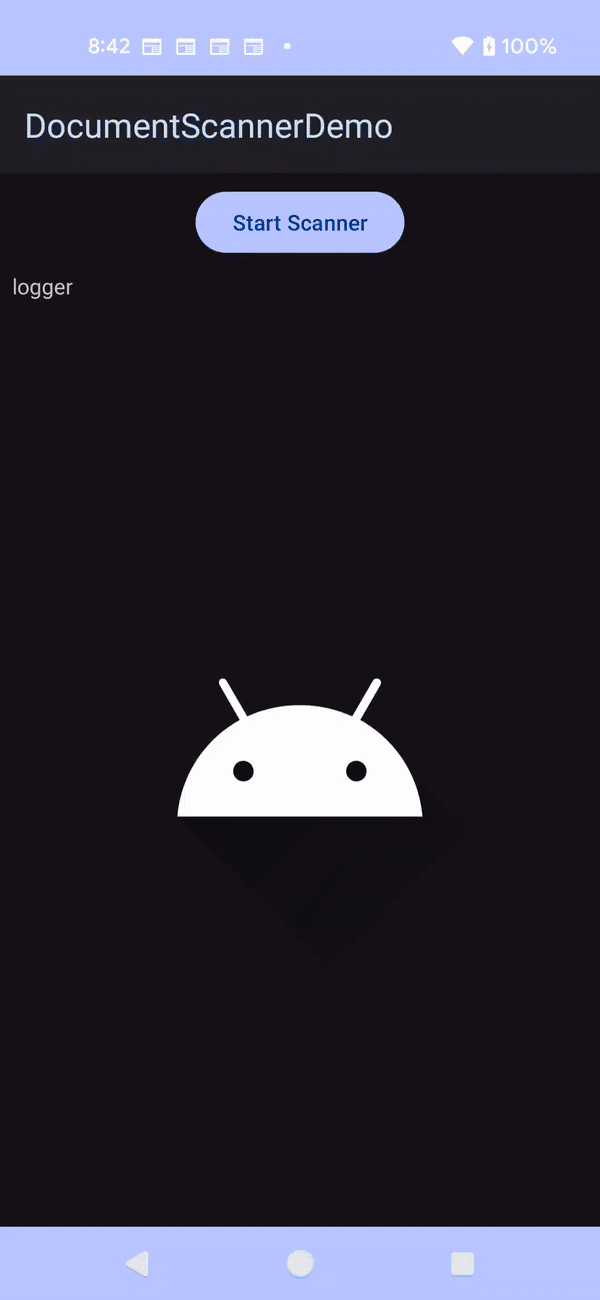 8:42 100%
DocumentScannerDemo
Start Scanner
logger